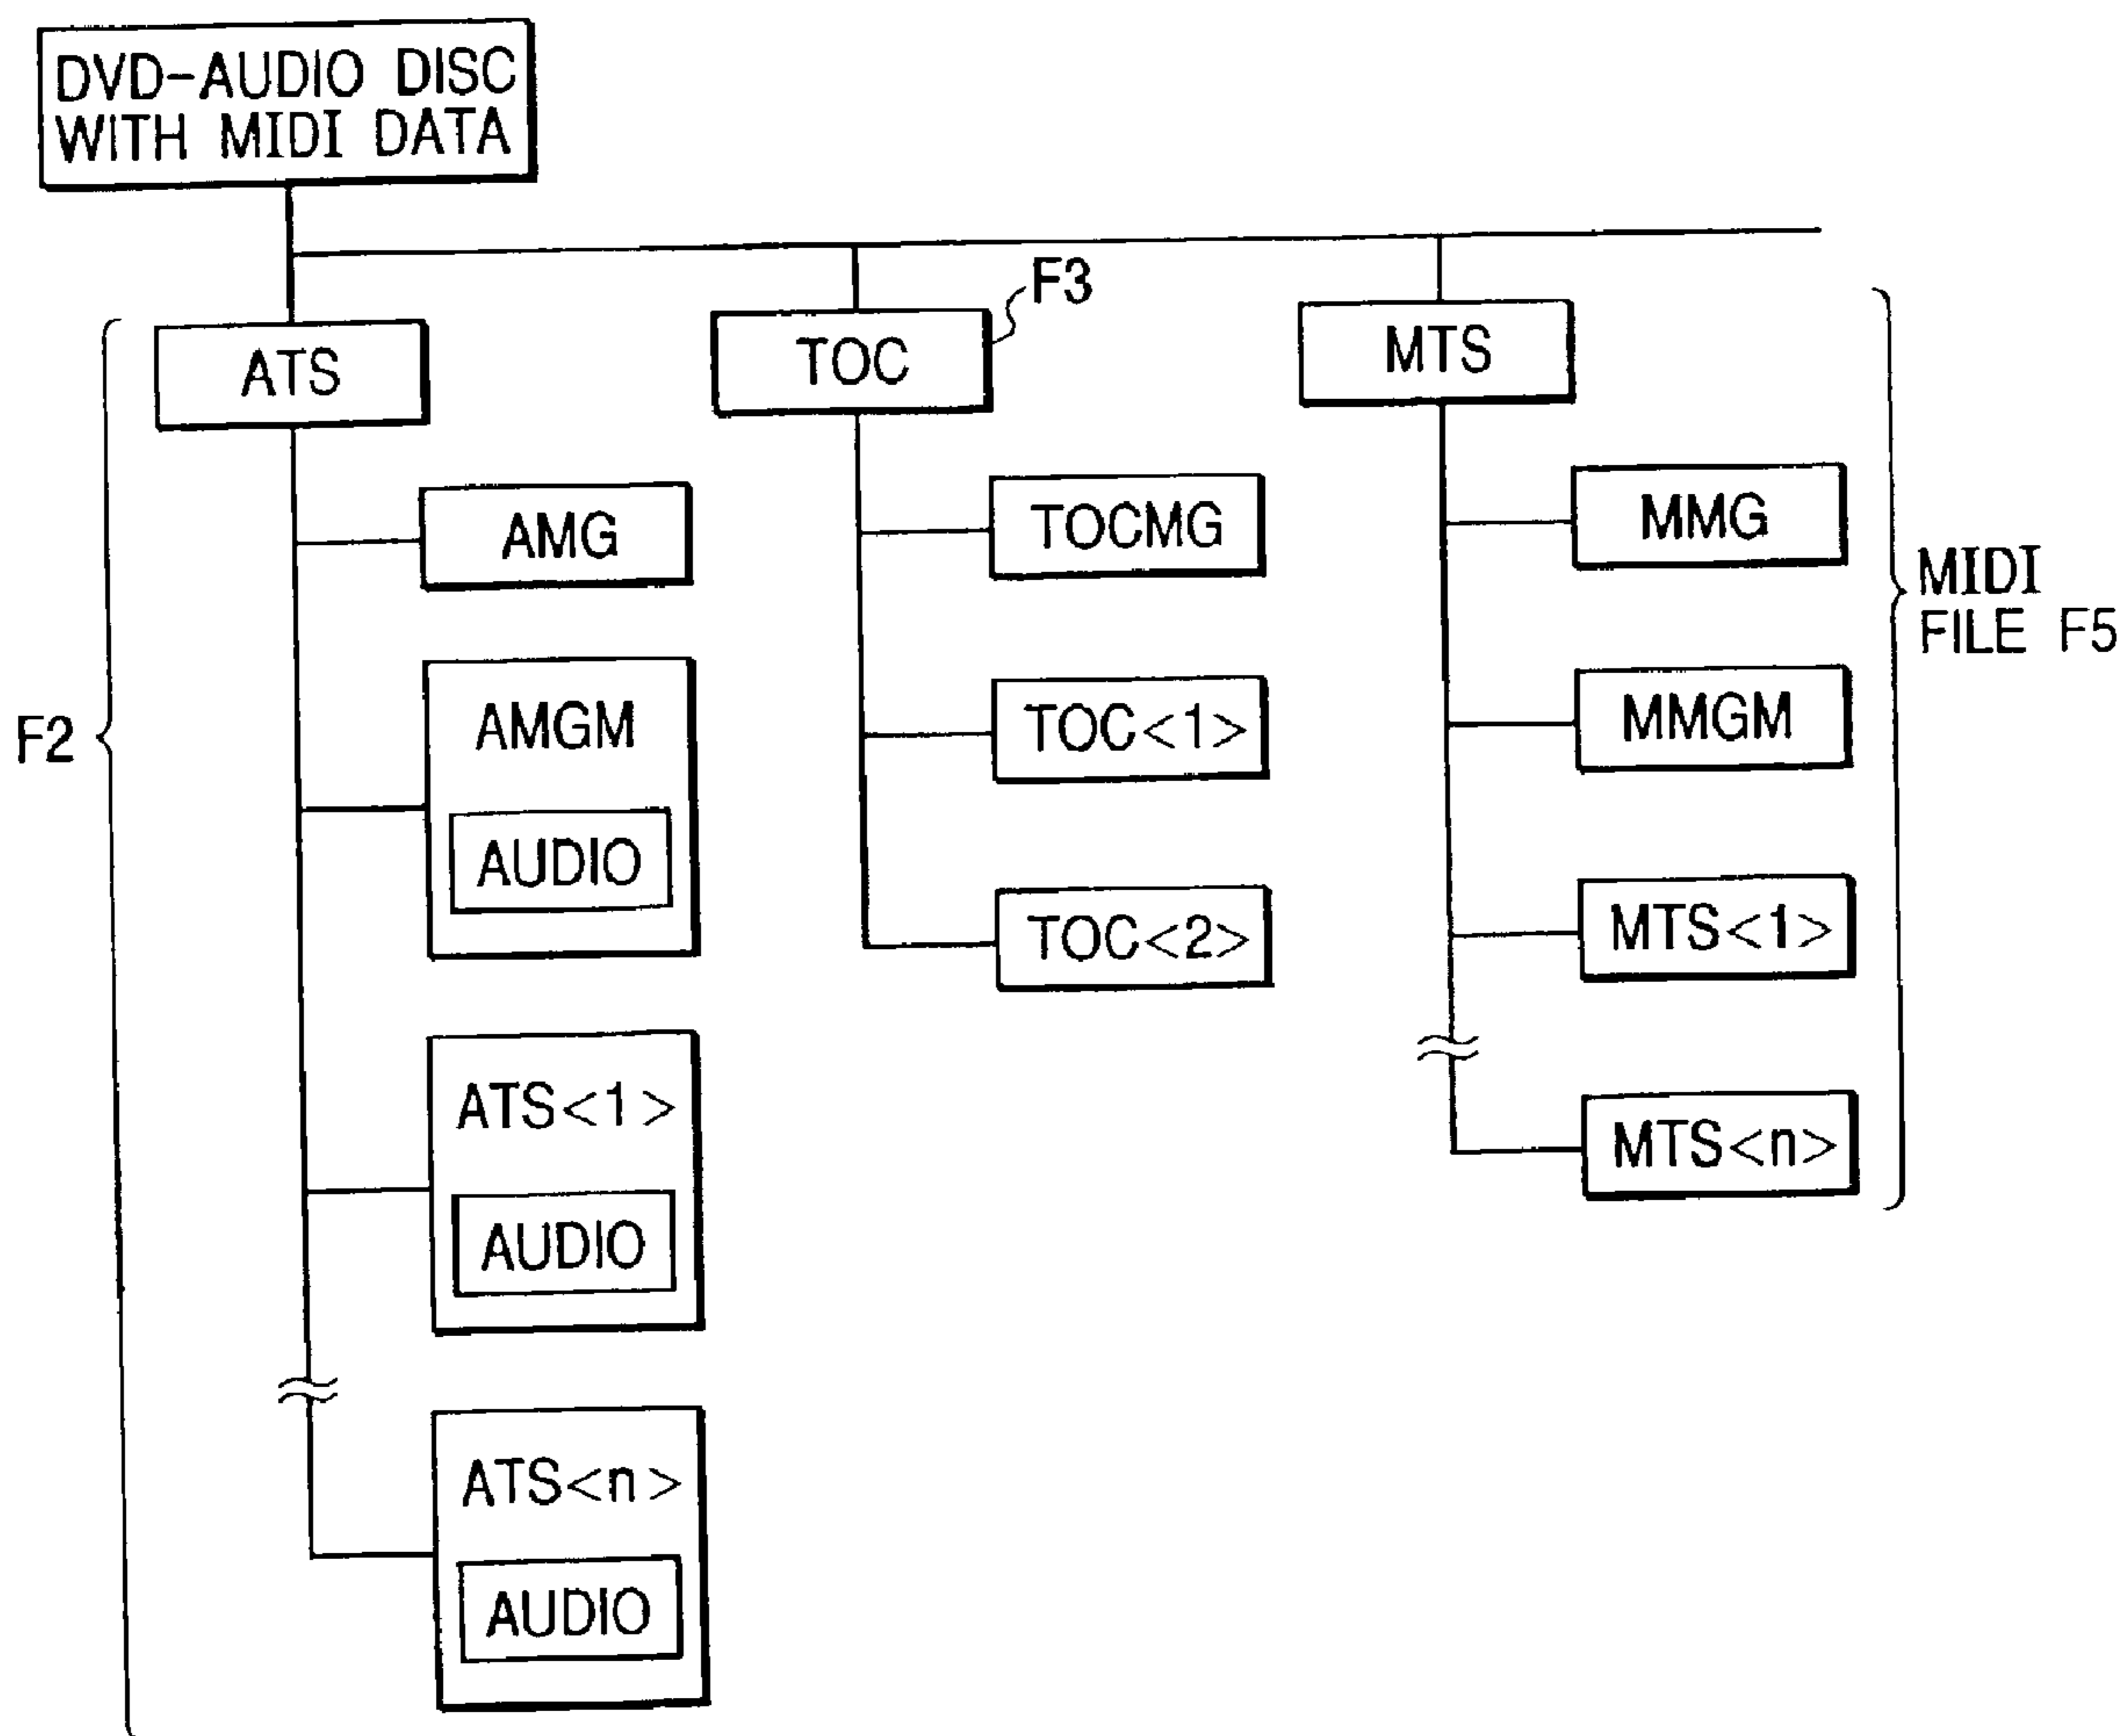 DVD-AUDIO DISC
WITH MIDI DATA
F3
ATS
TOC
MTS
AMG
TOCMG
MMG
MIDI
FILE F5
F2
AMGM
AUDIO
TOC<1>
MMGM
TOC<2>
MTS<1>
ATS<1>
AUDIO
MTS<n>
ATS<n>
AUDIO